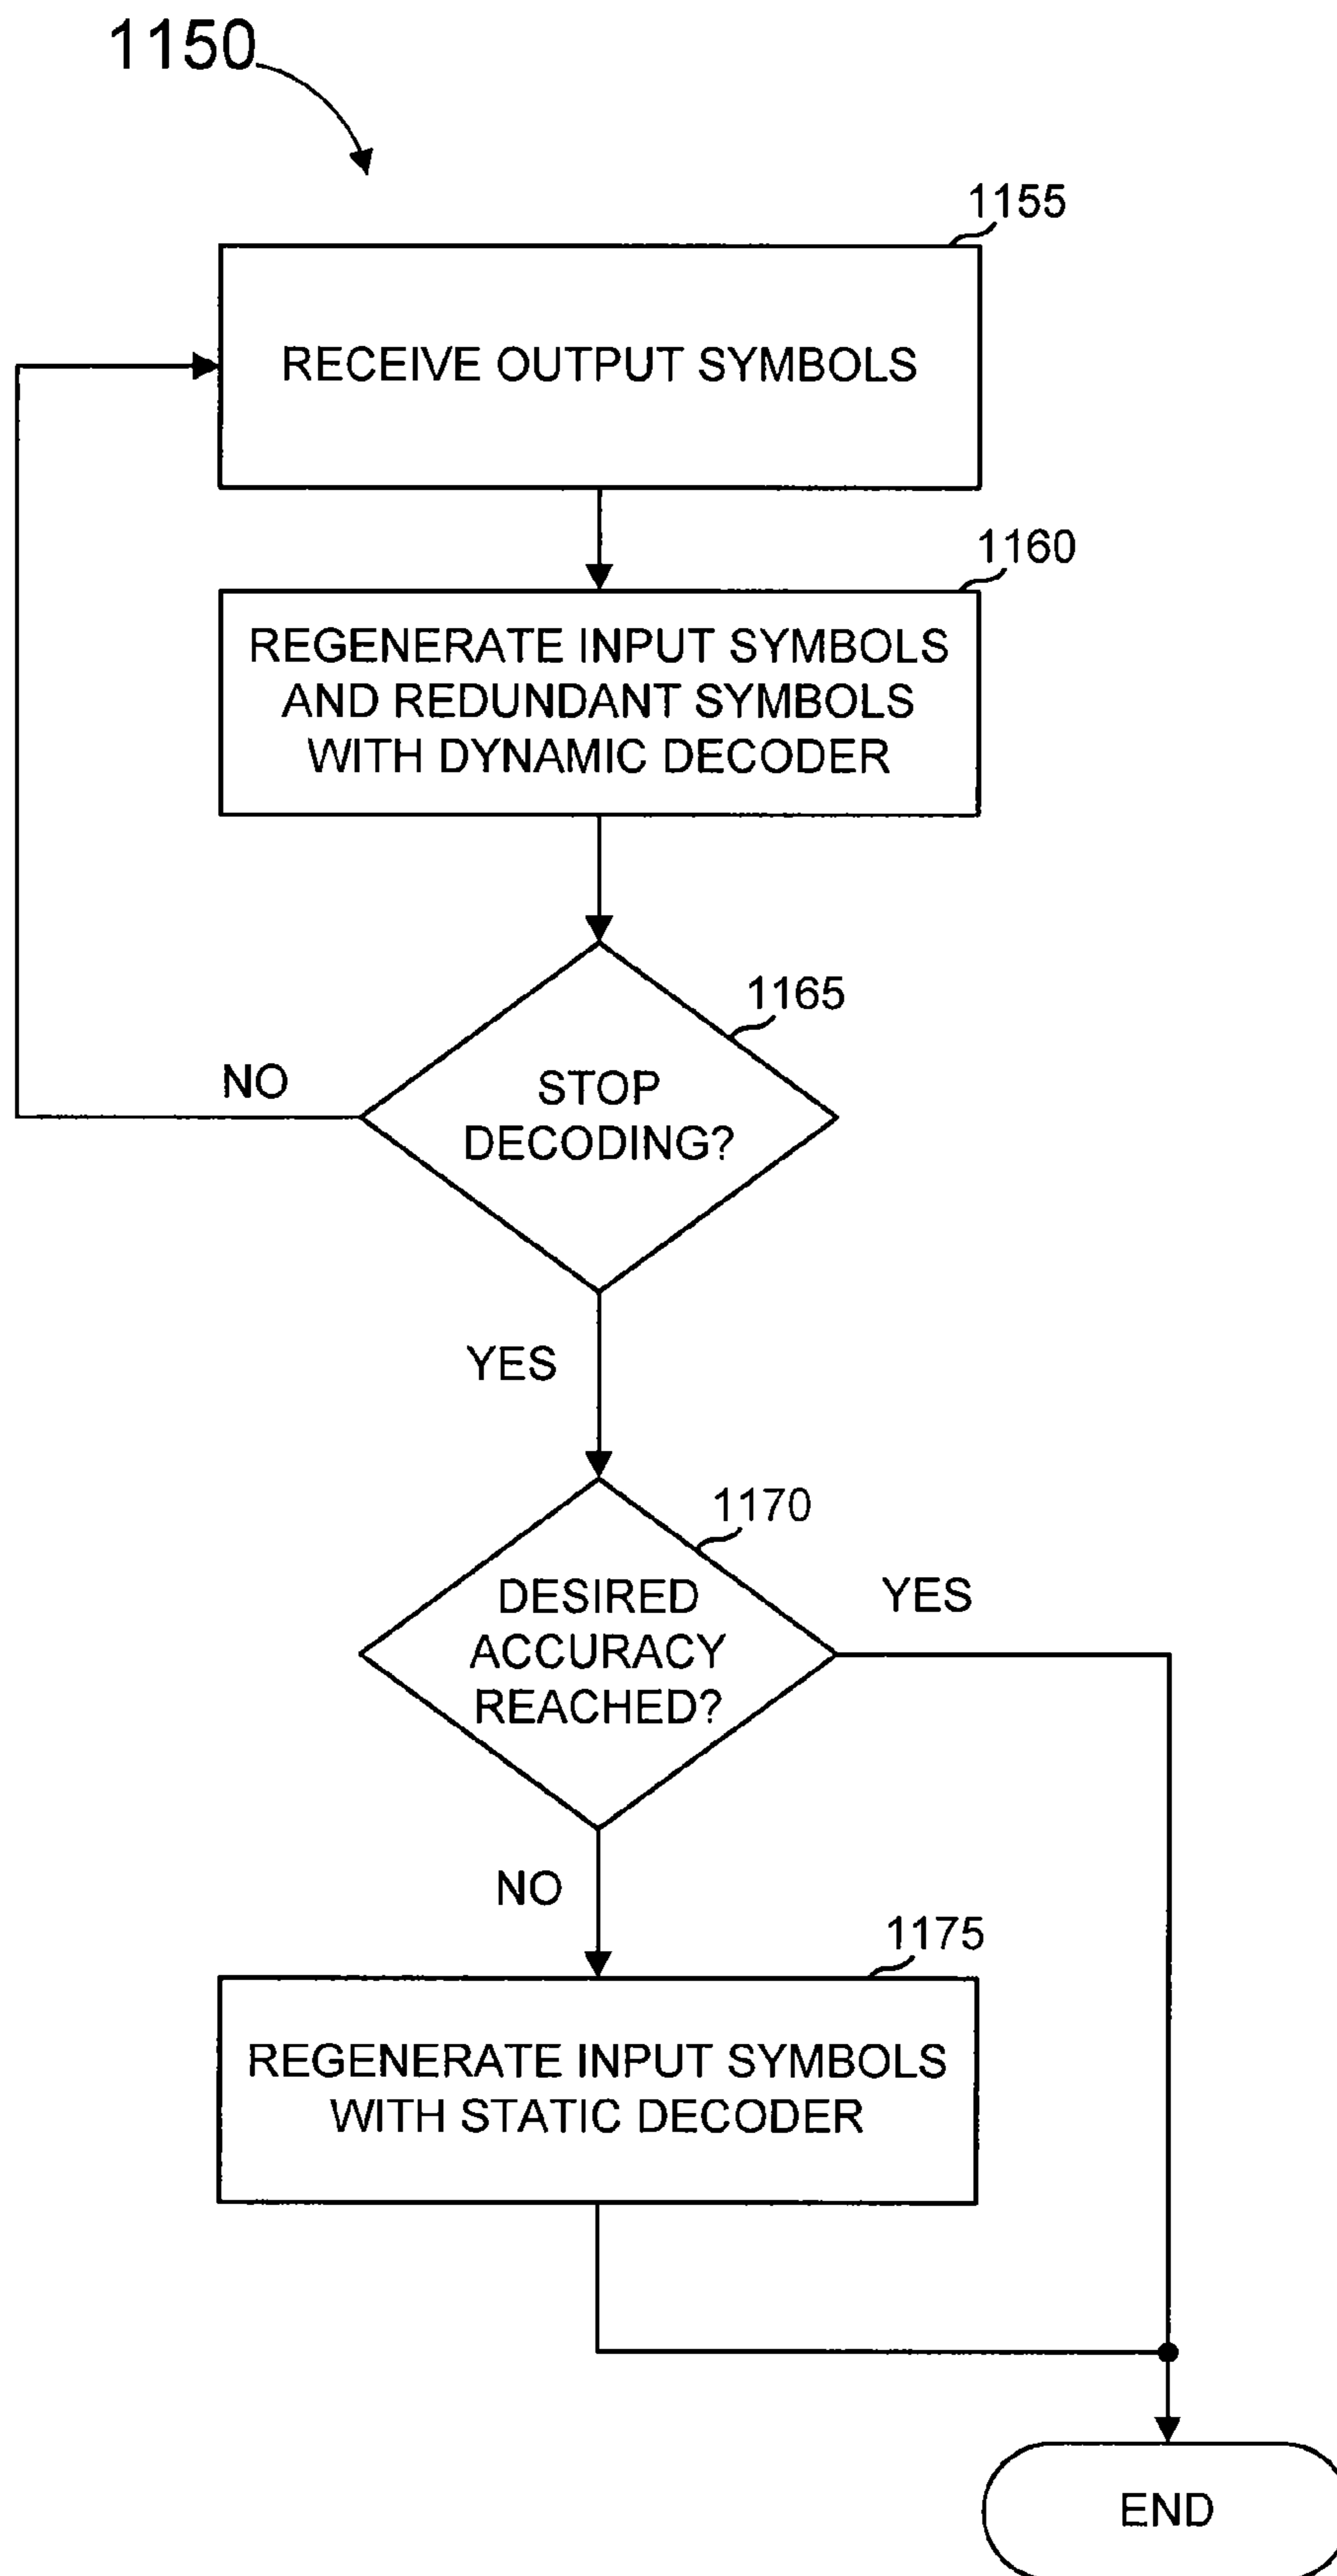 1150
1155
RECEIVE OUTPUT SYMBOLS
1160
REGENERATE INPUT SYMBOLS
AND REDUNDANT SYMBOLS
WITH DYNAMIC DECODER
1165
NO
STOP
DECODING?
YES
1170
DESIRED
ACCURACY
REACHED?
YES
NO
1175
REGENERATE INPUT SYMBOLS
WITH STATIC DECODER
END